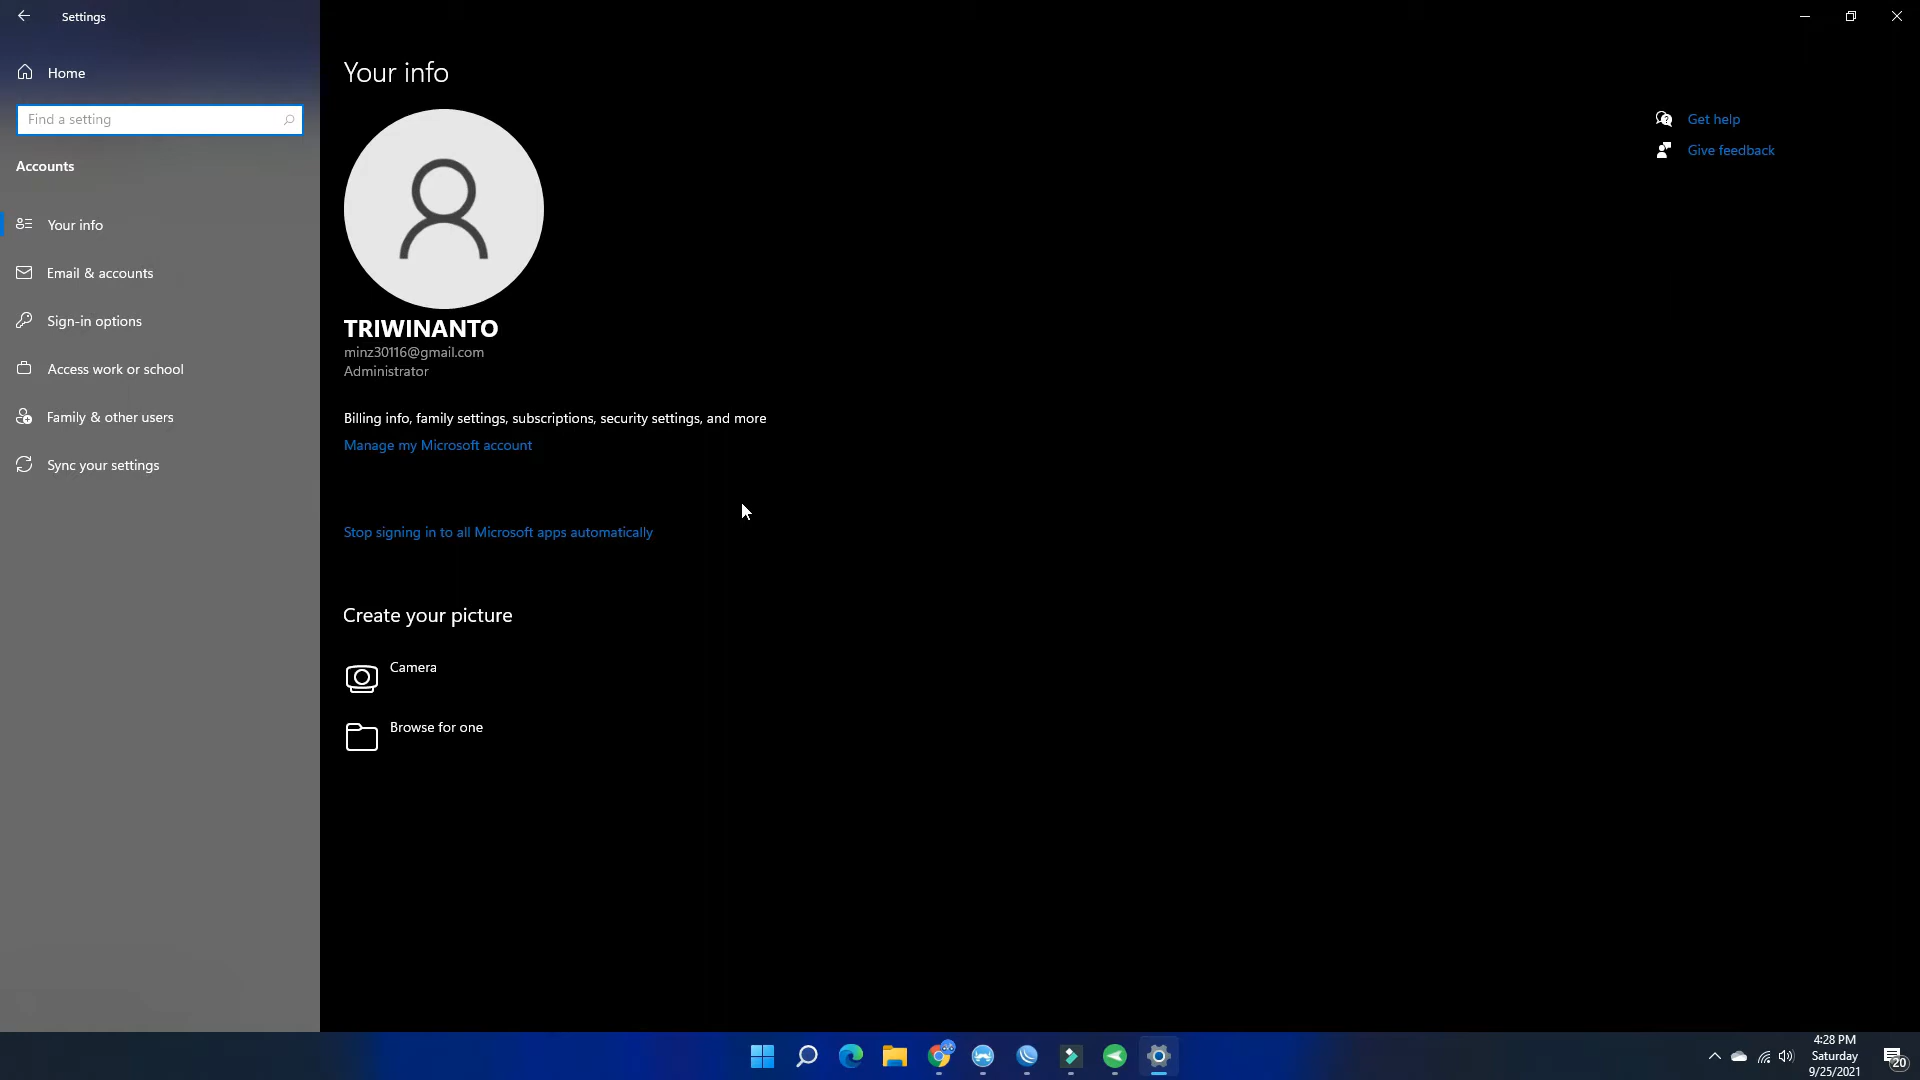 Settings
Home
Find a setting
Accounts
Your info
Email & accounts
Sign-in options
Access work or school
Family & other users
Sync your settings
Your info
TRIWINANTO
minz30116@gmail.com
Administrator
Billing info, family settings, subscriptions, security settings, and more
Manage my Microsoft account
Stop signing in to all Microsoft apps automatically
Create your picture
Camera
Browse for one
Get help
Give feedback
4:28 PM
Saturday
9/25/2021
20